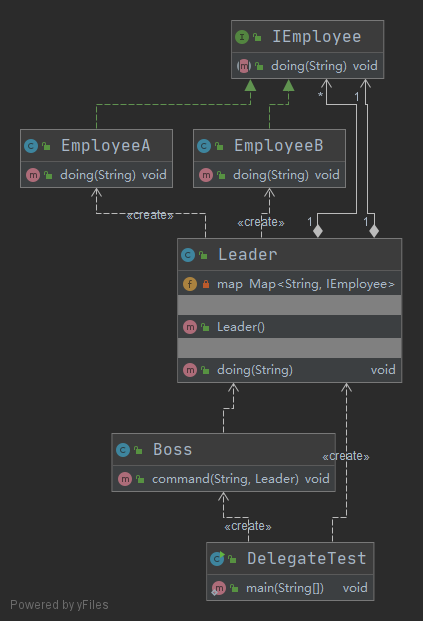 IEmployee
doing(String) void
* 1
EmployeeA EmployeeB
doing(String) void doing(String) void
«create» «create» 1 1
Leader
map Map<String, IEmployee>
Leader()
doing(String) void
Boss
«create»
command(String, Leader) void
«create»
DelegateTest
main(String[]) void
Powered by yFiles